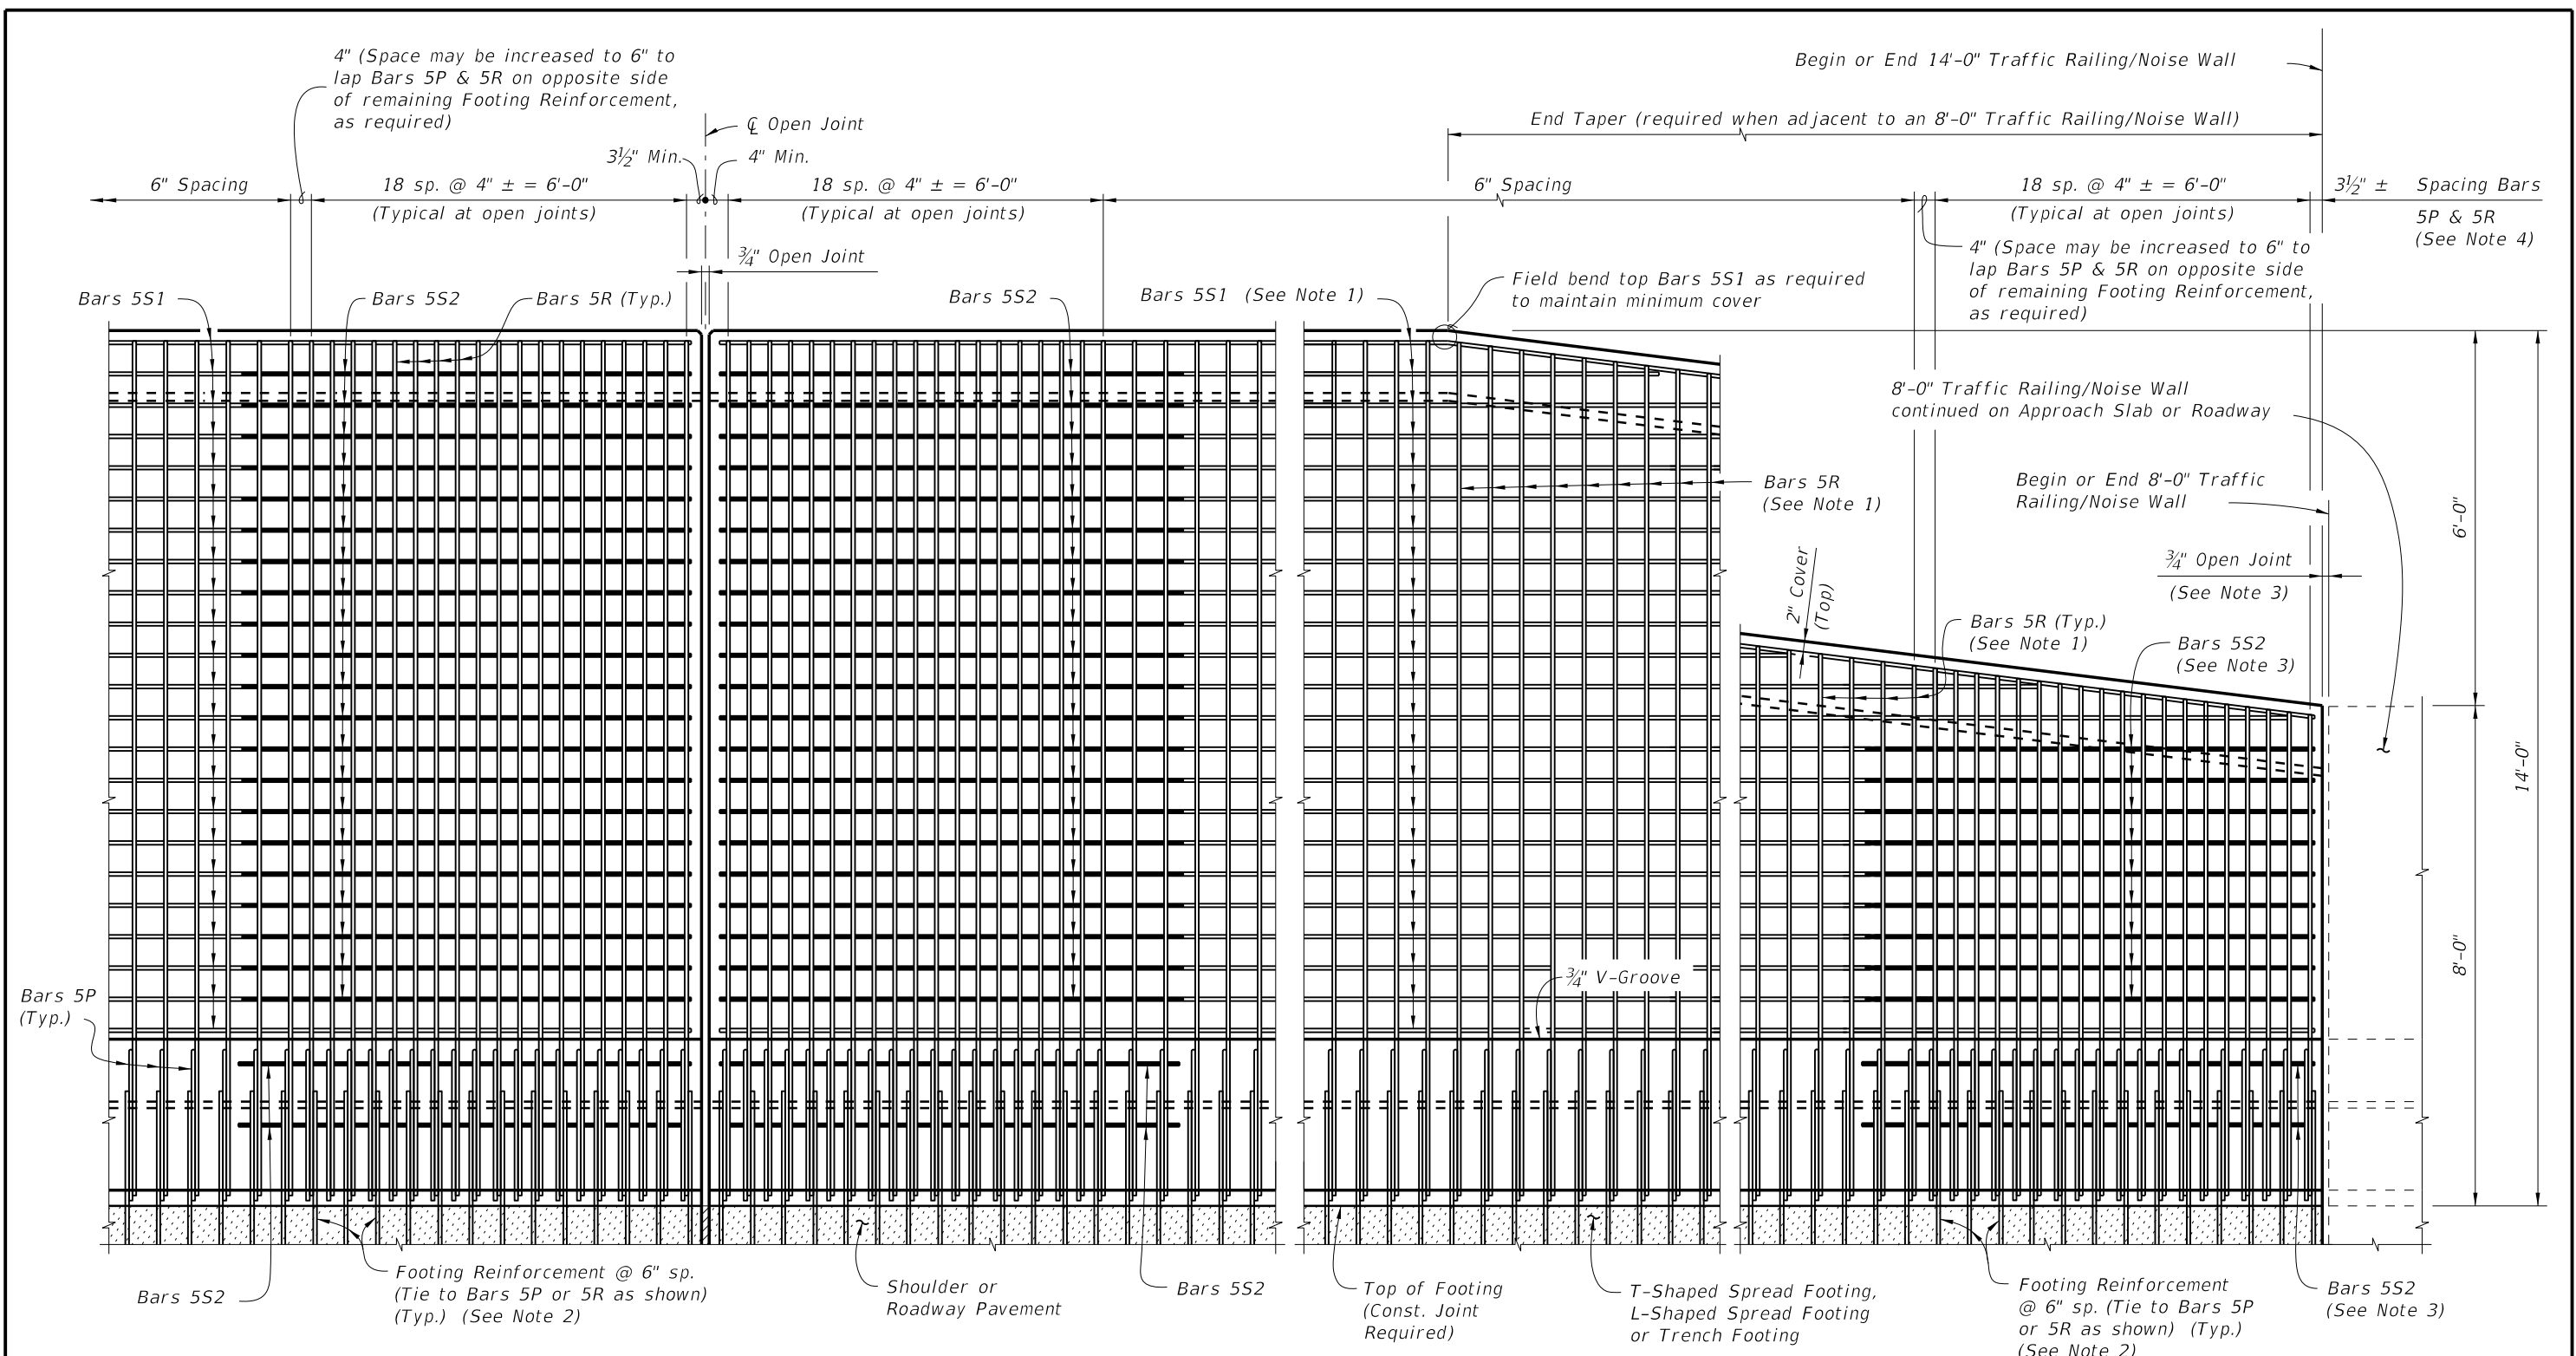 4" (Space may be increased to 6" to
lap Bars 5P & 5R on opposite side
of remaining Footing Reinforcement,
as required)
℄ Open Joint
3½" Min.
4" Min.
Begin or End 14'-0" Traffic Railing/Noise Wall
End Taper (required when adjacent to an 8'-0" Traffic Railing/Noise Wall)
6" Spacing
18 sp. @ 4" ± = 6'-0"
(Typical at open joints)
18 sp. @ 4" ± = 6'-0"
(Typical at open joints)
6" Spacing
18 sp. @ 4" ± = 6'-0"
(Typical at open joints)
3½" ±
Spacing Bars
5P & 5R
(See Note 4)
4" (Space may be increased to 6" to
lap Bars 5P & 5R on opposite side
of remaining Footing Reinforcement,
as required)
¾" Open Joint
Bars 5S1
Bars 5S2
Bars 5R (Typ.)
Bars 5S2
Bars 5S1 (See Note 1)
Field bend top Bars 5S1 as required
to maintain minimum cover
8'-0" Traffic Railing/Noise Wall
continued on Approach Slab or Roadway
Bars 5R
(See Note 1)
Begin or End 8'-0" Traffic
Railing/Noise Wall
6'-0"
¾" Open Joint
(See Note 3)
2" Cover
(Top)
Bars 5R (Typ.)
(See Note 1)
Bars 5S2
(See Note 3)
14'-0"
8'-0"
¾" V-Groove
Bars 5P
(Typ.)
Bars 5S2
Footing Reinforcement @ 6" sp.
(Tie to Bars 5P or 5R as shown)
(Typ.) (See Note 2)
Shoulder or
Roadway Pavement
Bars 5S2
Top of Footing
(Const. Joint
Required)
T-Shaped Spread Footing,
L-Shaped Spread Footing
or Trench Footing
Footing Reinforcement
@ 6" sp. (Tie to Bars 5P
or 5R as shown) (Typ.)
(See Note 2)
Bars 5S2
(See Note 3)